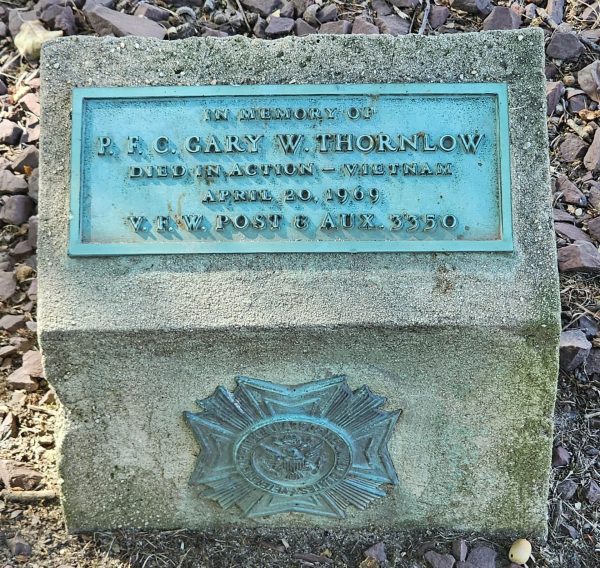 IN MEMORY OF
P. F. C. GARY W. THORNLOW
DIED IN ACTION – VIETNAM
APRIL 20, 1969
V. F. W. POST & AUX. 3350